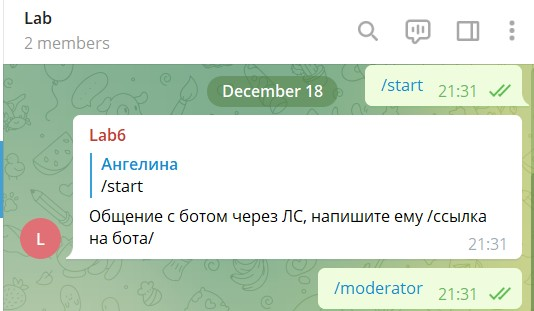 Lab
2 members
December 18
/start 21:31
Lab6
Ангелина
/start
Общение с ботом через ЛС, напишите ему /ссылка
на бота/
L
21:31
/moderator 21:31